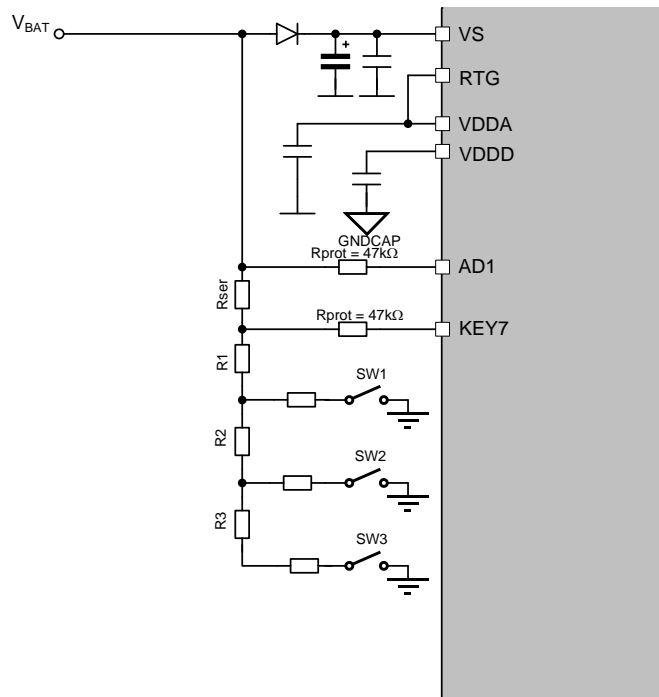 VBAT
+
VS
RTG
VDDA
VDDD
GNDCAP
Rprot = 47kΩ
AD1
Rser
Rprot = 47kΩ
KEY7
R1
SW1
R2
SW2
R3
SW3